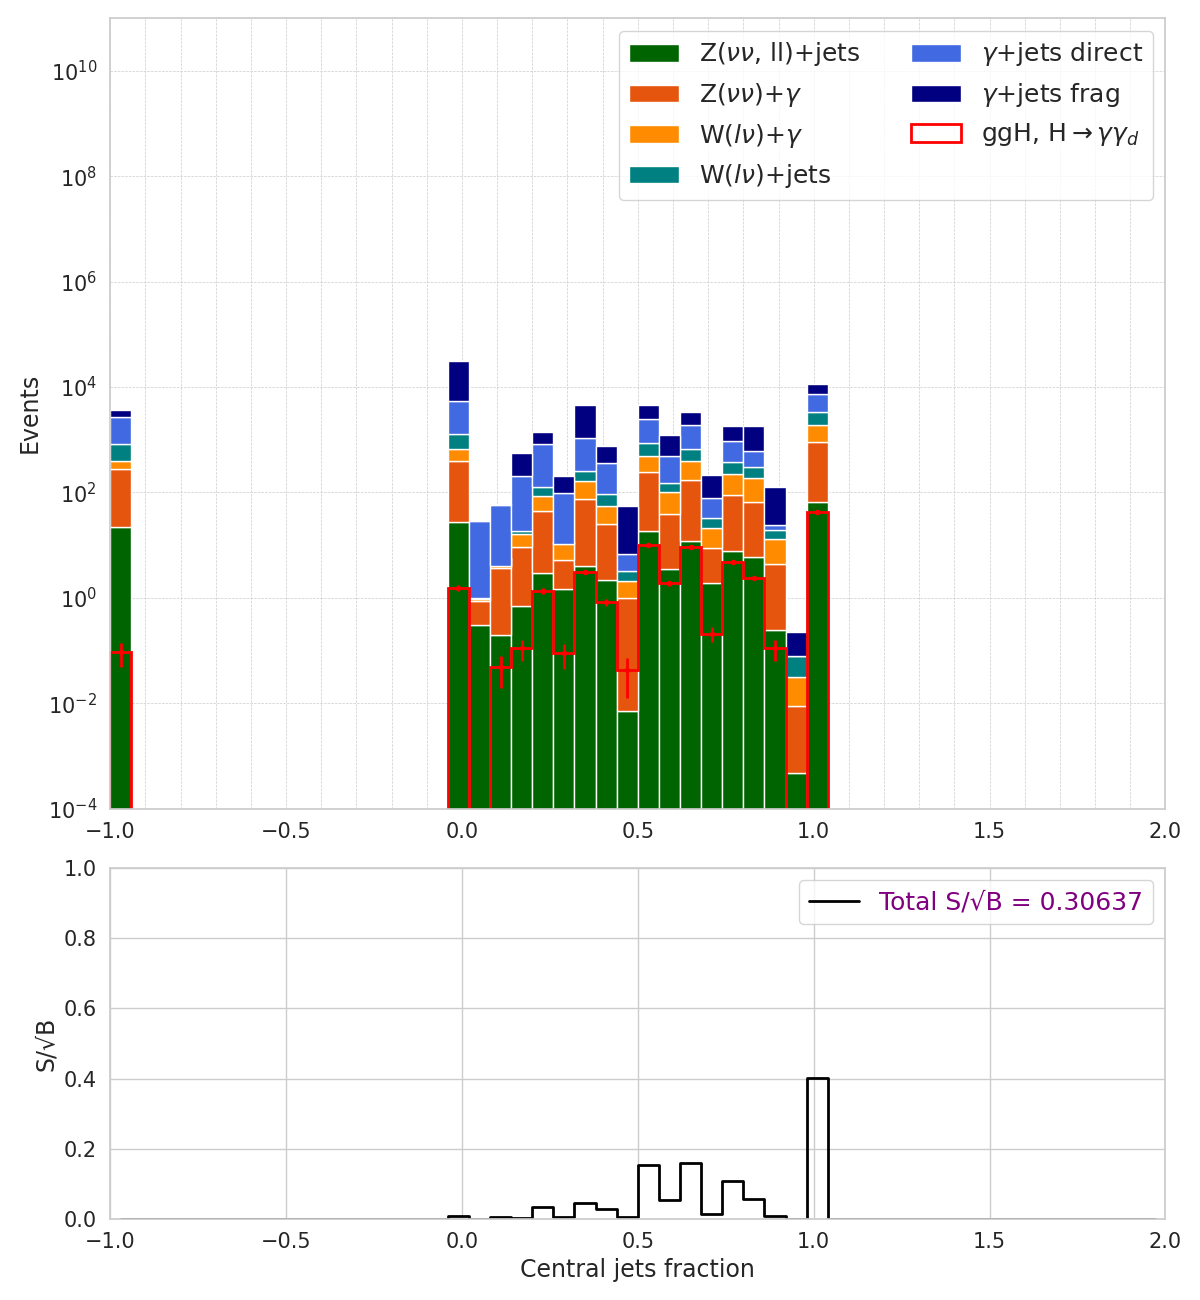 Z(νν, ll)+jets
Z(νν)+γ
W(lν)+γ
W(lν)+jets
γ+jets direct
γ+jets frag
ggH, H→γγ_d
Events
10^10
10^8
10^6
10^4
10^2
10^0
10^−2
10^−4
−1.0 −0.5 0.0 0.5 1.0 1.5 2.0
Total S/√B = 0.30637
S/√B
1.0
0.8
0.6
0.4
0.2
0.0
−1.0 −0.5 0.0 0.5 1.0 1.5 2.0
Central jets fraction